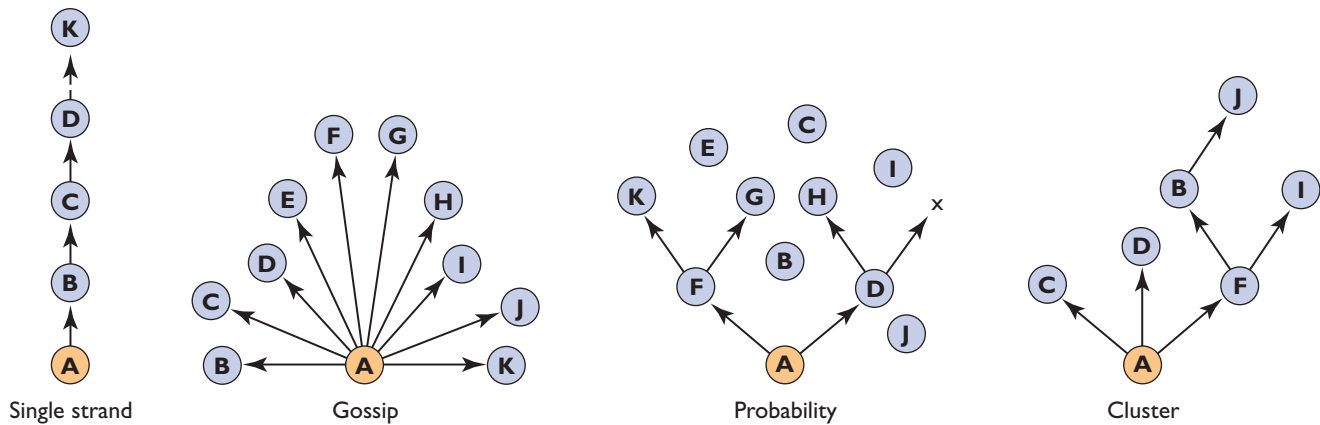 K
D
C
B
A
Single strand
F G
E H
D I
C J
B A K
Gossip
C
E
I
K G H x
B
F D
J
A
Probability
J
B I
D
C F
A
Cluster